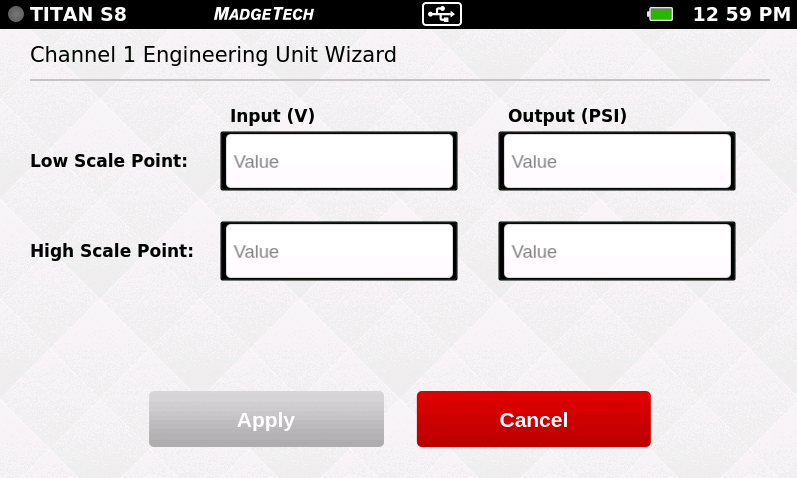 TITAN S8 MADGETECH 12 59 PM
Channel 1 Engineering Unit Wizard
Input (V) Output (PSI)
Low Scale Point: Value Value
High Scale Point: Value Value
Apply Cancel